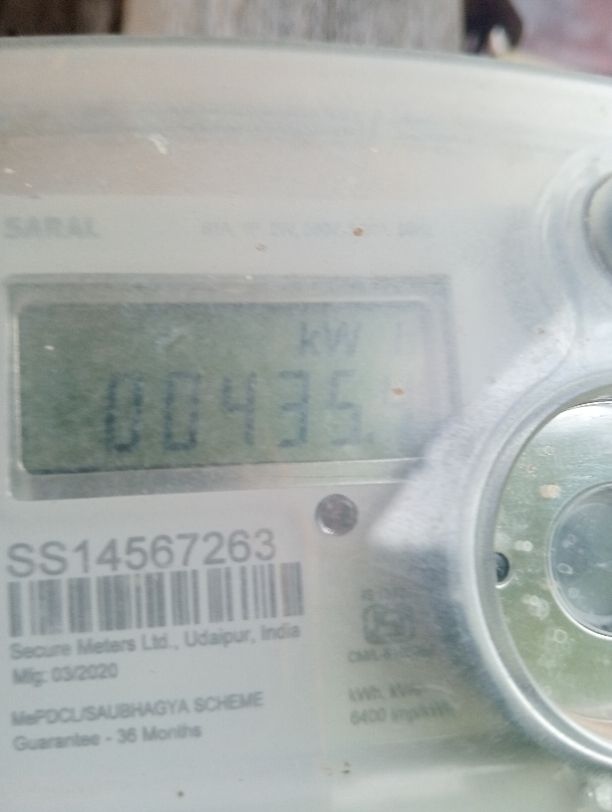 SARAL
kW
00435.
SS14567263
Secure Meters Ltd., Udaipur, India
Mfg: 03/2020
MePDCL/SAUBHAGYA SCHEME
Guarantee - 36 Months
6400 imp/kWh